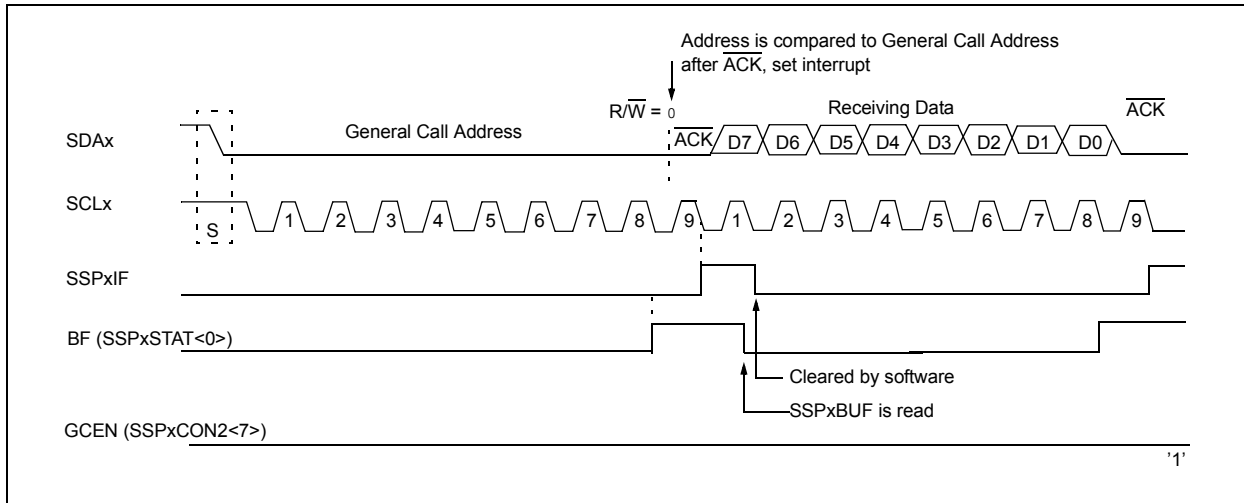 Address is compared to General Call Address
after A̅C̅K̅, set interrupt
R/W̅ = 0
Receiving Data
A̅C̅K̅
SDAx
General Call Address
A̅C̅K̅
D7 D6 D5 D4 D3 D2 D1 D0
SCLx
S
1 2 3 4 5 6 7 8 9 1 2 3 4 5 6 7 8 9
SSPxIF
BF (SSPxSTAT<0>)
Cleared by software
SSPxBUF is read
GCEN (SSPxCON2<7>)
'1'